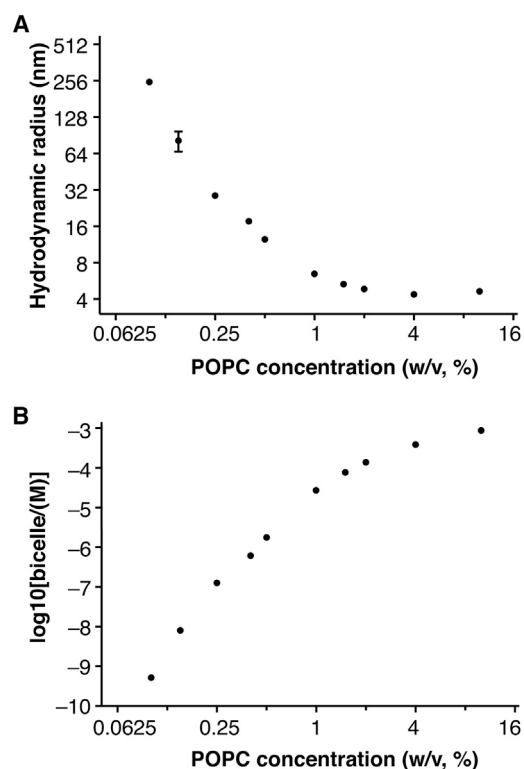 A
Hydrodynamic radius (nm)
512
256
128
64
32
16
8
4
0.0625 0.25 1 4 16
POPC concentration (w/v, %)
B
log10[bicelle/(M)]
−3
−4
−5
−6
−7
−8
−9
−10
0.0625 0.25 1 4 16
POPC concentration (w/v, %)